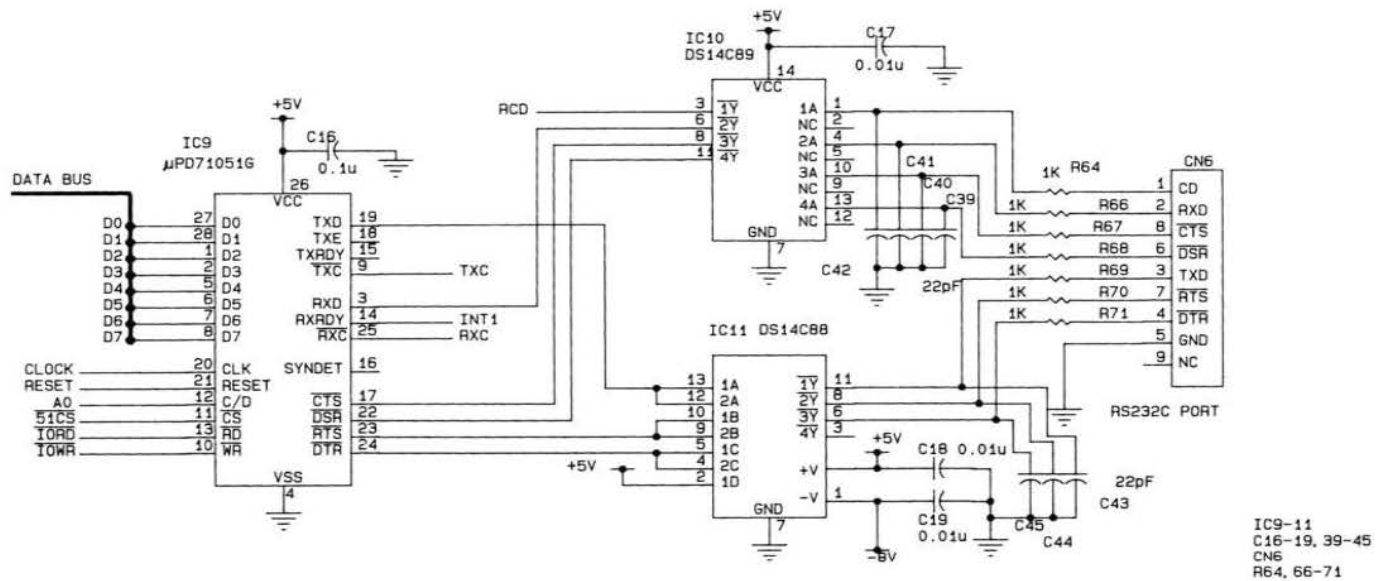 +5V
IC10
DS14C89
C17
0.01u
14
VCC
RCD
3 1Y 1A 1
6 2Y NC 2
8 3Y 2A 4
11 4Y NC 5
3A 10
NC 9
4A 13
NC 12
GND
7
C41
C40
C39
C42
22pF
+5V
IC9
µPD71051G
C16
0.1u
26
VCC
DATA BUS
D0 27 D0 TXD 19
D1 28 D1 TXE 18
D2 1 D2 TXRDY 15
D3 2 D3 TXC 9 TXC
D4 5 D4
D5 6 D5 RXD 3
D6 7 D6 RXRDY 14 INT1
D7 8 D7 RXC 25 RXC
CLOCK 20 CLK SYNDET 16
RESET 21 RESET
A0 12 C/D CTS 17
51CS 11 CS DSR 22
IORD 13 RD RTS 23
IOWR 10 WR DTR 24
VSS
4
CN6
1K R64 1 CD
1K R66 2 RXD
1K R67 8 CTS
1K R68 6 DSR
1K R69 3 TXD
1K R70 7 RTS
1K R71 4 DTR
5 GND
9 NC
RS232C PORT
IC11 DS14C88
13 1A 1Y 11
12 2A 2Y 8
10 1B 3Y 6
9 2B 4Y 3
5 1C
4 2C +V
+5V 2 1D
-V 1
GND
7
+5V
C18 0.01u
C19
0.01u
C45
C44
C43
22pF
IC9-11
C16-19, 39-45
CN6
R64, 66-71